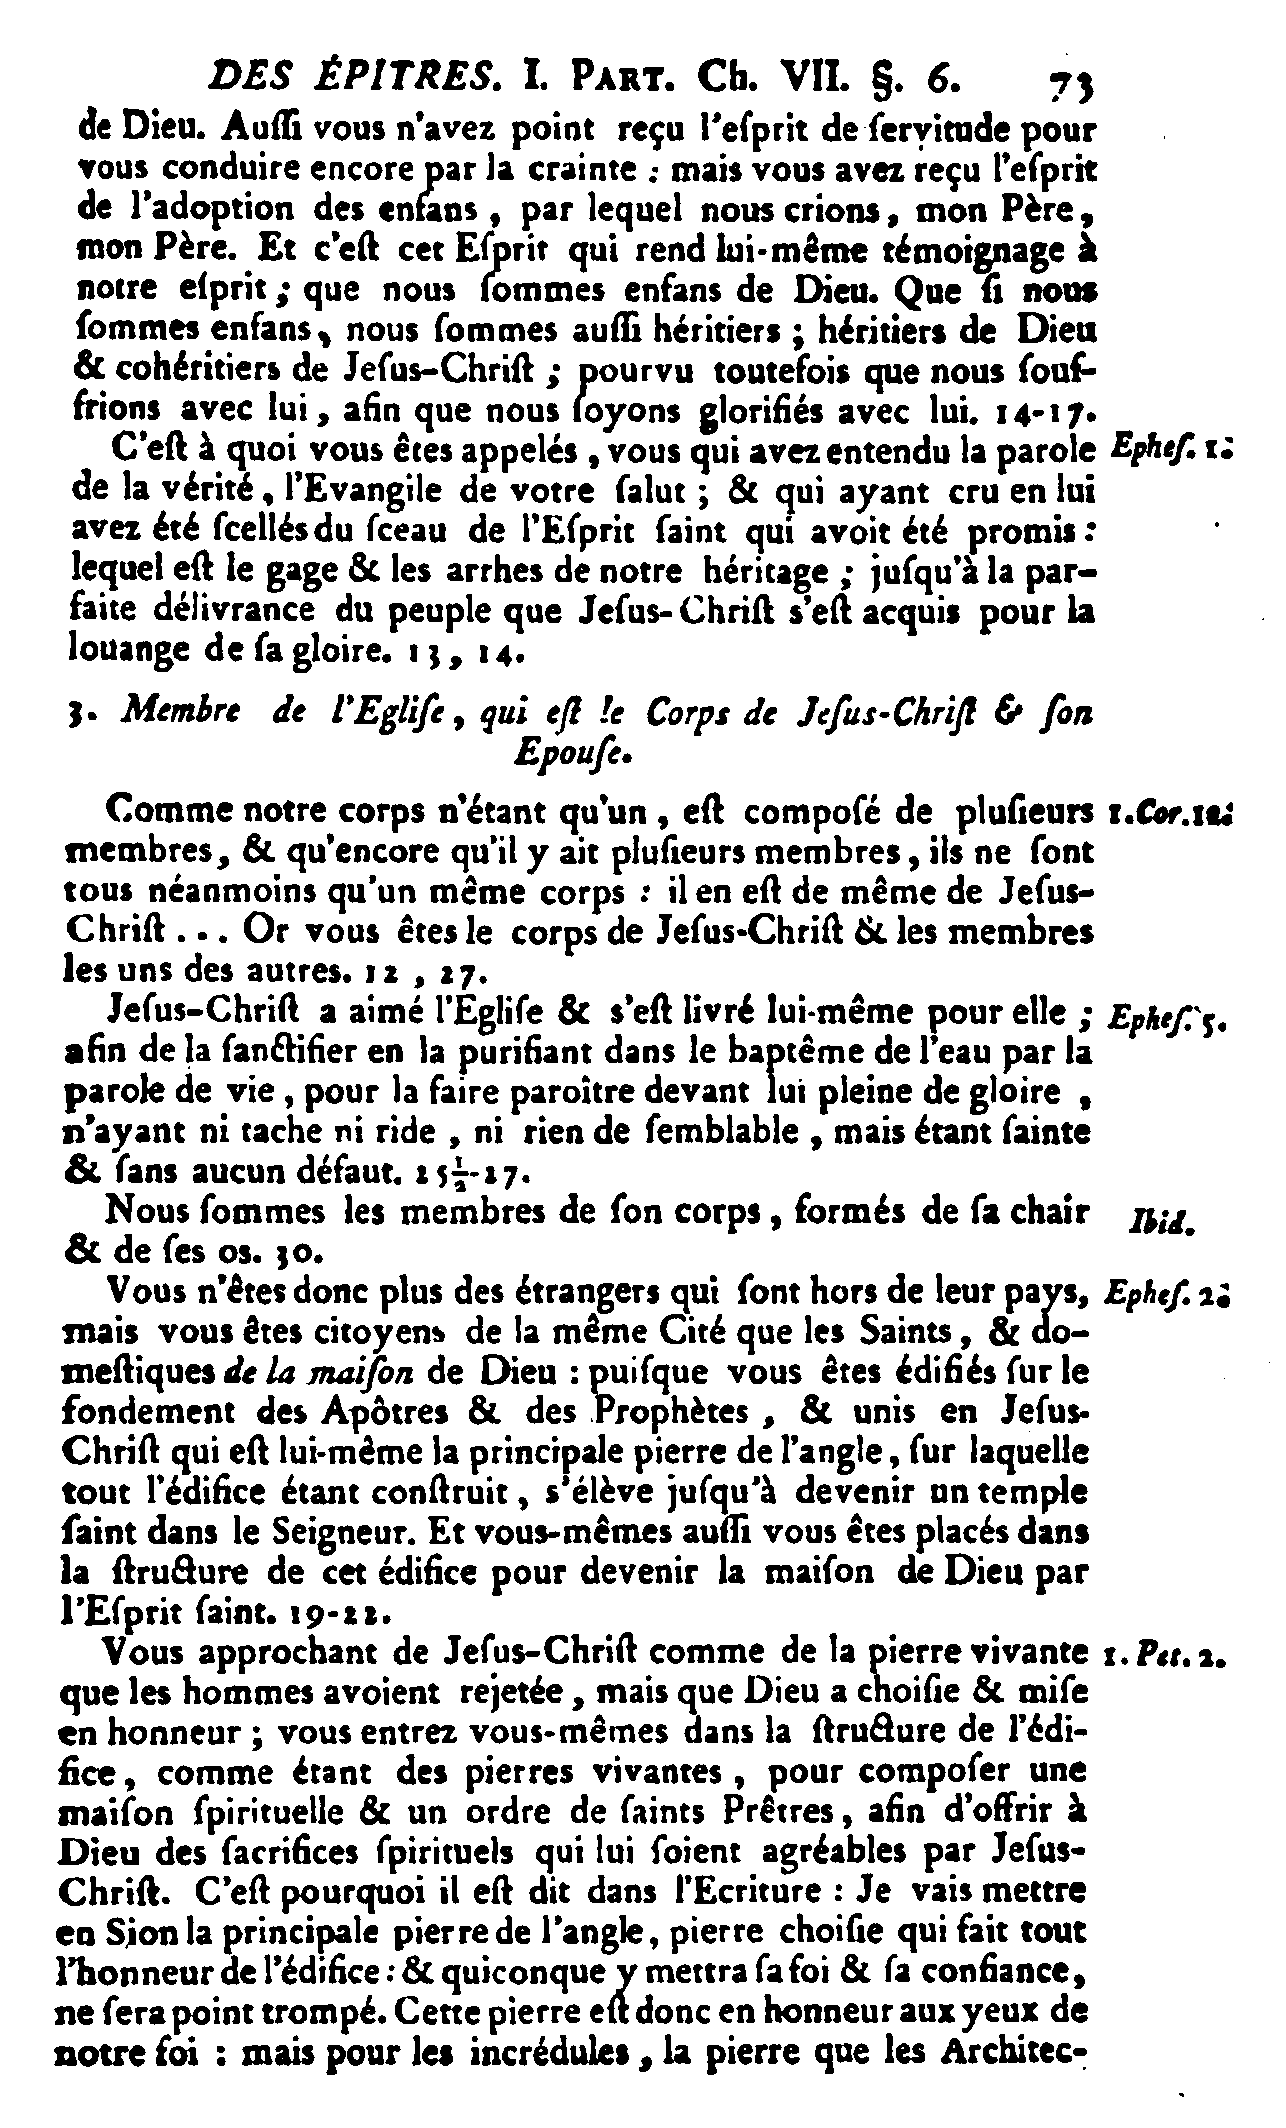 DES ÉPITRES. I. PART. Ch. VII. §. 6. 73
de Dieu. Auſſi vous n'avez point reçu l'eſprit de ſervitude pour
vous conduire encore par la crainte : mais vous avez reçu l'eſprit
de l'adoption des enfans , par lequel nous crions, mon Père,
mon Père. Et c'eſt cet Eſprit qui rend lui-même témoignage à
notre eſprit ; que nous ſommes enfans de Dieu. Que ſi nous
ſommes enfans, nous ſommes auſſi héritiers ; héritiers de Dieu
& cohéritiers de Jeſus-Chriſt ; pourvu toutefois que nous ſouf-
frions avec lui , afin que nous ſoyons glorifiés avec lui. 14-17.
C'eſt à quoi vous êtes appelés , vous qui avez entendu la parole Epheſ. 1.
de la vérité, l'Evangile de votre ſalut ; & qui ayant cru en lui
avez été ſcellés du ſceau de l'Eſprit ſaint qui avoit été promis :
lequel eſt le gage & les arrhes de notre héritage ; juſqu'à la par-
faite délivrance du peuple que Jeſus-Chriſt s'eſt acquis pour la
louange de ſa gloire. 13, 14.
3. Membre de l'Egliſe, qui eſt le Corps de Jeſus-Chriſt & ſon
Epouſe.
Comme notre corps n'étant qu'un , eſt compoſé de pluſieurs 1. Cor. 12.
membres, & qu'encore qu'il y ait pluſieurs membres, ils ne ſont
tous néanmoins qu'un même corps : il en eſt de même de Jeſus-
Chriſt . . . Or vous êtes le corps de Jeſus-Chriſt & les membres
les uns des autres. 12 , 27.
Jeſus-Chriſt a aimé l'Egliſe & s'eſt livré lui-même pour elle ; Epheſ. 5.
afin de la ſanctifier en la purifiant dans le baptême de l'eau par la
parole de vie , pour la faire paroître devant lui pleine de gloire ,
n'ayant ni tache ni ride , ni rien de ſemblable , mais étant ſainte
& ſans aucun défaut. 25½-27.
Nous ſommes les membres de ſon corps , formés de ſa chair Ibid.
& de ſes os. 30.
Vous n'êtes donc plus des étrangers qui ſont hors de leur pays, Epheſ. 2.
mais vous êtes citoyens de la même Cité que les Saints, & do-
meſtiques de la maiſon de Dieu : puiſque vous êtes édifiés ſur le
fondement des Apôtres & des Prophètes , & unis en Jeſus-
Chriſt qui eſt lui-même la principale pierre de l'angle, ſur laquelle
tout l'édifice étant conſtruit , s'élève juſqu'à devenir un temple
ſaint dans le Seigneur. Et vous-mêmes auſſi vous êtes placés dans
la ſtructure de cet édifice pour devenir la maiſon de Dieu par
l'Eſprit ſaint. 19-22.
Vous approchant de Jeſus-Chriſt comme de la pierre vivante 1. Pet. 2.
que les hommes avoient rejetée , mais que Dieu a choiſie & miſe
en honneur ; vous entrez vous-mêmes dans la ſtructure de l'édi-
fice , comme étant des pierres vivantes , pour compoſer une
maiſon ſpirituelle & un ordre de ſaints Prêtres, afin d'offrir à
Dieu des ſacrifices ſpirituels qui lui ſoient agréables par Jeſus-
Chriſt. C'eſt pourquoi il eſt dit dans l'Ecriture : Je vais mettre
en Sion la principale pierre de l'angle, pierre choiſie qui fait tout
l'honneur de l'édifice : & quiconque y mettra ſa foi & ſa confiance,
ne ſera point trompé. Cette pierre eſt donc en honneur aux yeux de
notre foi : mais pour les incrédules , la pierre que les Architec-